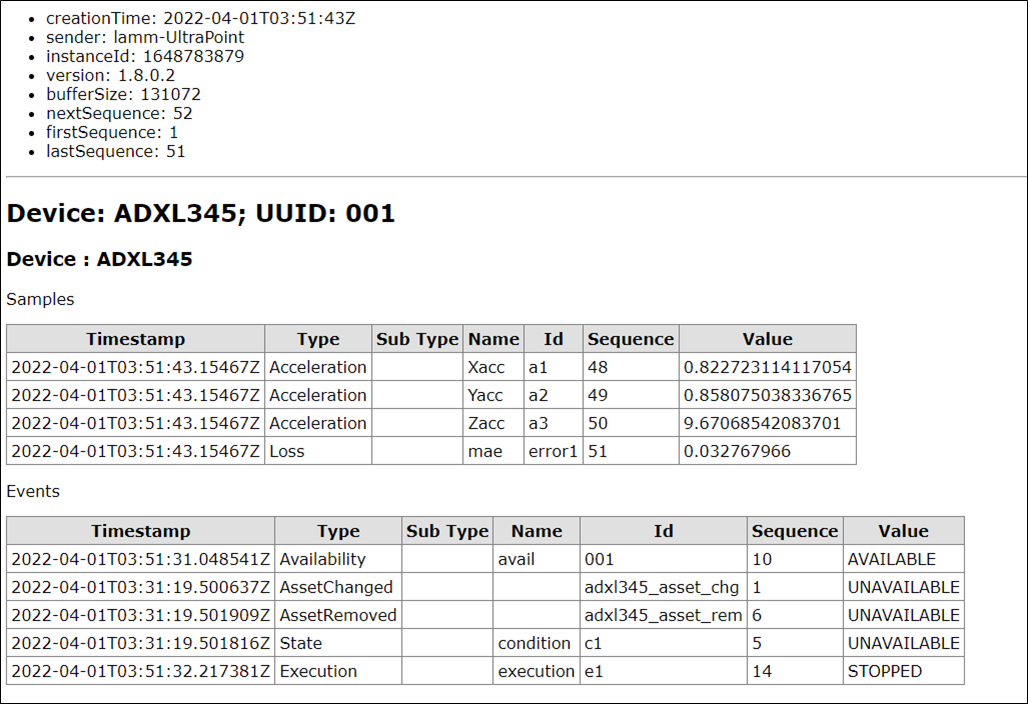 creationTime: 2022-04-01T03:51:43Z
sender: lamm-UltraPoint
instanceId: 1648783879
version: 1.8.0.2
bufferSize: 131072
nextSequence: 52
firstSequence: 1
lastSequence: 51
Device: ADXL345; UUID: 001
Device : ADXL345
Samples
Timestamp Type Sub Type Name Id Sequence Value
2022-04-01T03:51:43.15467Z Acceleration Xacc a1 48 0.822723114117054
2022-04-01T03:51:43.15467Z Acceleration Yacc a2 49 0.858075038336765
2022-04-01T03:51:43.15467Z Acceleration Zacc a3 50 9.67068542083701
2022-04-01T03:51:43.15467Z Loss mae error1 51 0.032767966
Events
Timestamp Type Sub Type Name Id Sequence Value
2022-04-01T03:51:31.048541Z Availability avail 001 10 AVAILABLE
2022-04-01T03:31:19.500637Z AssetChanged adxl345_asset_chg 1 UNAVAILABLE
2022-04-01T03:31:19.501909Z AssetRemoved adxl345_asset_rem 6 UNAVAILABLE
2022-04-01T03:31:19.501816Z State condition c1 5 UNAVAILABLE
2022-04-01T03:51:32.217381Z Execution execution e1 14 STOPPED